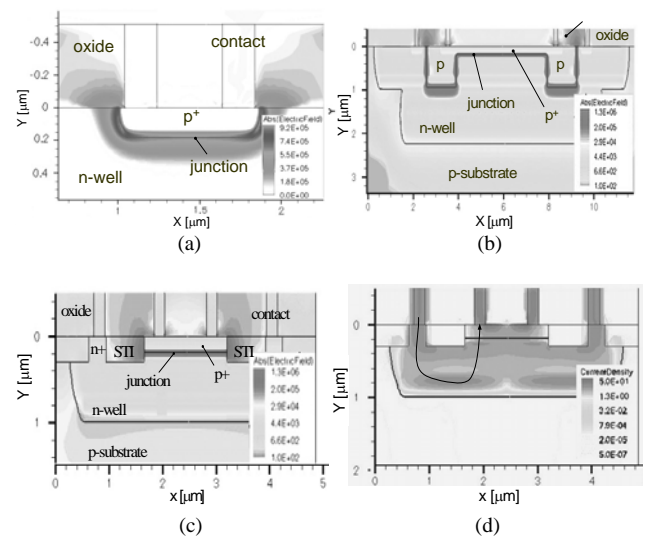 oxide
contact
p+
junction
n-well
Abs(ElectricField)
9.2E+05
7.4E+05
5.5E+05
3.7E+05
1.8E+05
0.0E+00
-0.4
-0.2
0
0.2
0.4
Y [μm]
1
1.5
2
X [μm]
(a)
oxide
p
p
junction
p+
n-well
p-substrate
Abs(ElectricField)
1.3E+06
2.0E+05
2.9E+04
4.4E+03
6.6E+02
1.0E+02
0
1
2
3
Y [μm]
0
2
4
6
8
10
X [μm]
(b)
oxide
contact
n+
STI
STI
junction
p+
n-well
p-substrate
Abs(ElectricField)
1.3E+06
2.0E+05
2.9E+04
4.4E+03
6.6E+02
1.0E+02
0
1
Y [μm]
0
1
2
3
4
5
x [μm]
(c)
5.0E+01
1.3E+00
3.2E-02
7.9E-04
2.0E-05
5.0E-07
0
1
2
Y [μm]
0
1
2
3
4
x [μm]
(d)